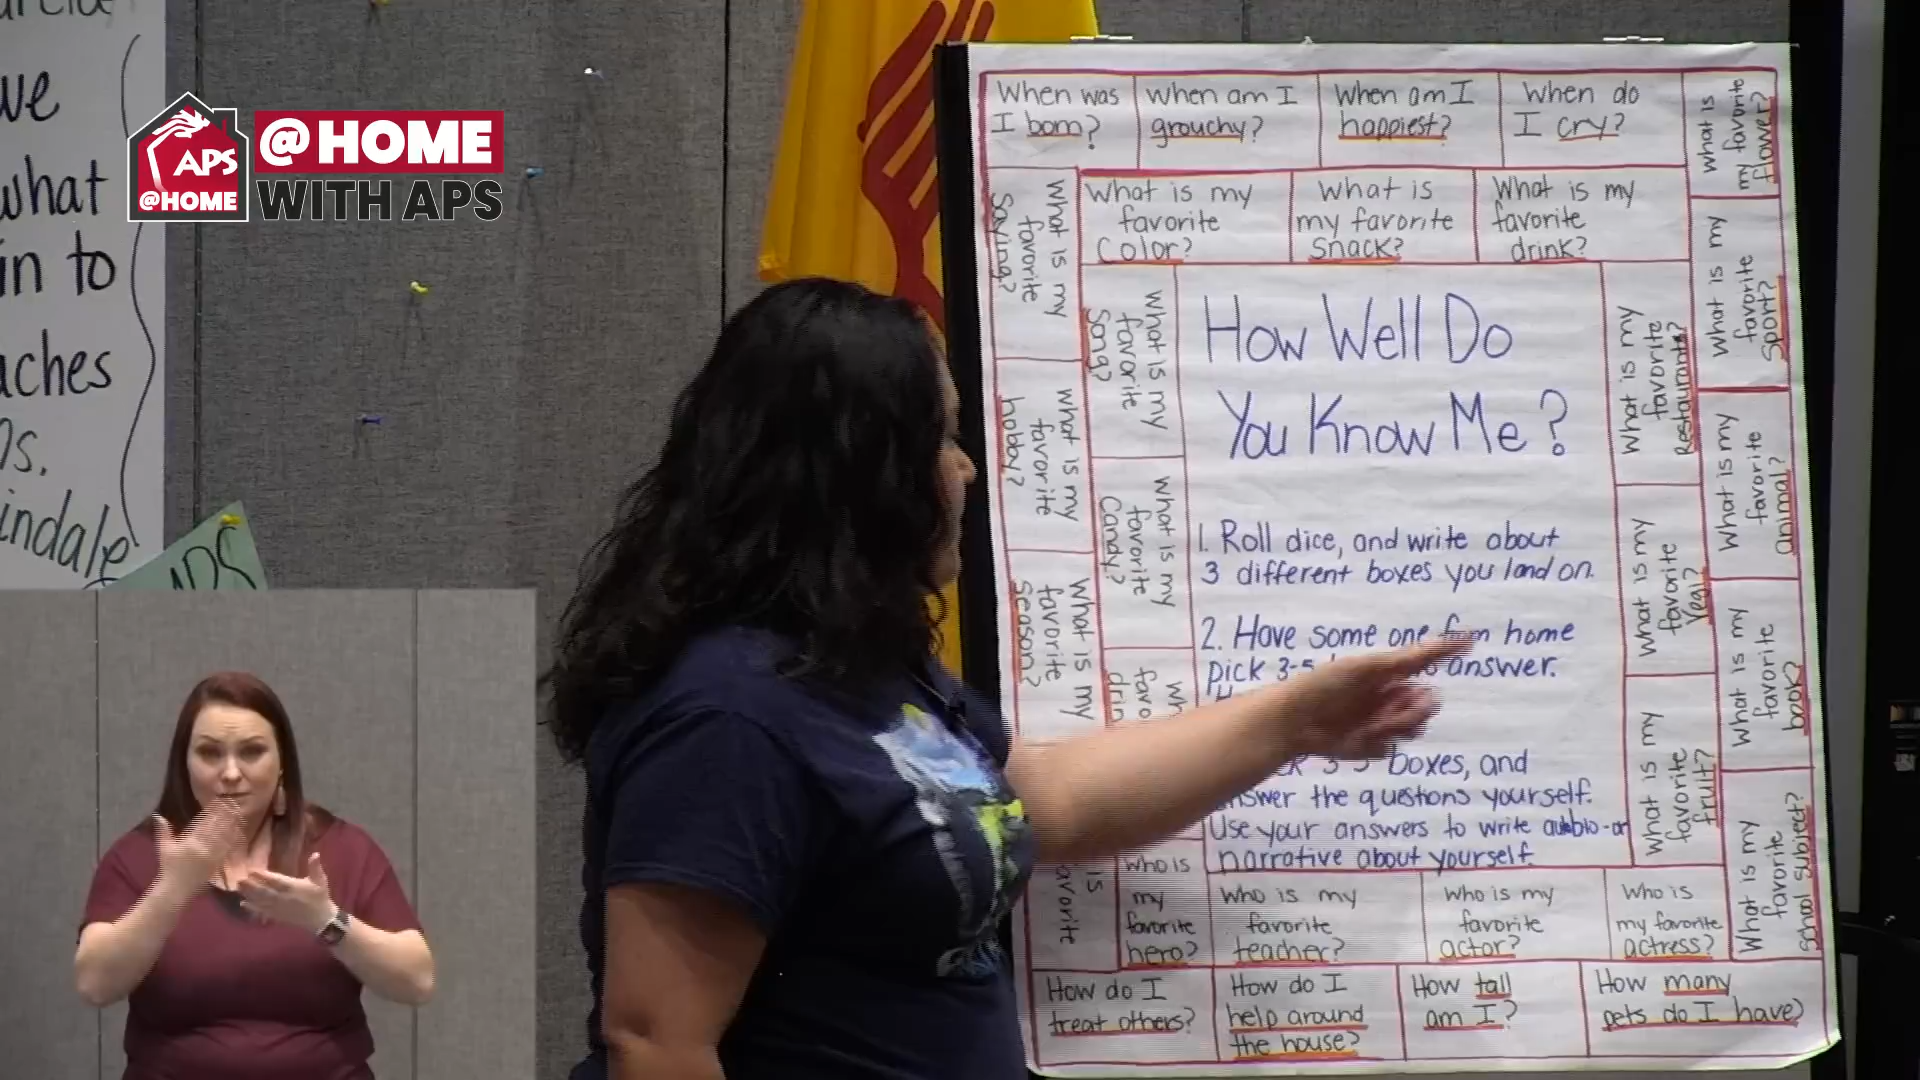 we
what
in to
aches
indale
ADS
APS
@HOME
@HOME
WITH APS
When was
I born?
When am I
grouchy?
When am I
happiest?
When do
I cry?
What is
my favorite
flower?
What is my
favorite
Saying?
What is my
favorite
Color?
What is
my favorite
Snack?
What is my
favorite
drink?
What is my
favorite
Sport?
What is my
favorite
Song?
What is my
favorite
Restaurant?
What is my
favorite
hobby?
What is my
favorite
Candy?
What is my
favorite
animal?
What is my
favorite
Season?
What is my
favorite
Veg?
What is my
favorite
book?
What is my
favorite
fruit?
What is my
favorite
School subject?
How Well Do
You Know Me?
1. Roll dice, and write about
3 different boxes you land on.
2. Have some one from home
pick 3-5 answer.
3-5 boxes, and
answer the questions yourself.
Use your answers to write
narrative about yourself.
is
favorite
Who is
my
favorite
hero?
Who is my
favorite
teacher?
Who is my
favorite
actor?
Who is
my favorite
actress?
How do I
treat others?
How do I
help around
the house?
How tall
am I?
How many
pets do I have?